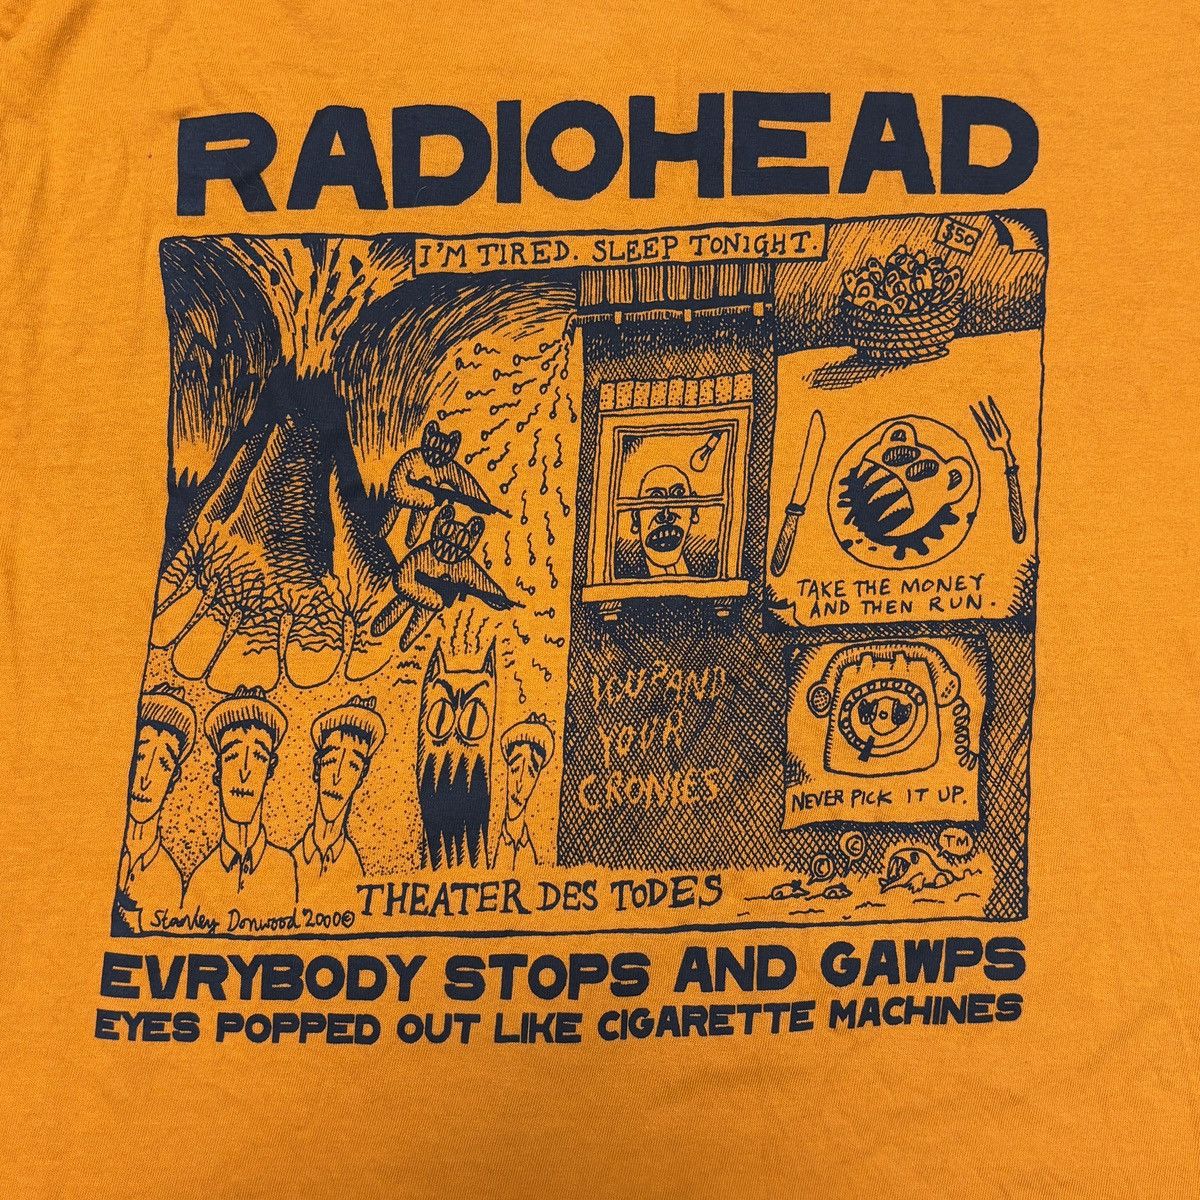 RADIOHEAD
I'M TIRED. SLEEP TONIGHT.
$50
TAKE THE MONEY
AND THEN RUN.
YOU AND
YOUR
CRONIES
NEVER PICK IT UP.
© © TM
THEATER DES TODES
Stanley Donwood 2000©
EVRYBODY STOPS AND GAWPS
EYES POPPED OUT LIKE CIGARETTE MACHINES